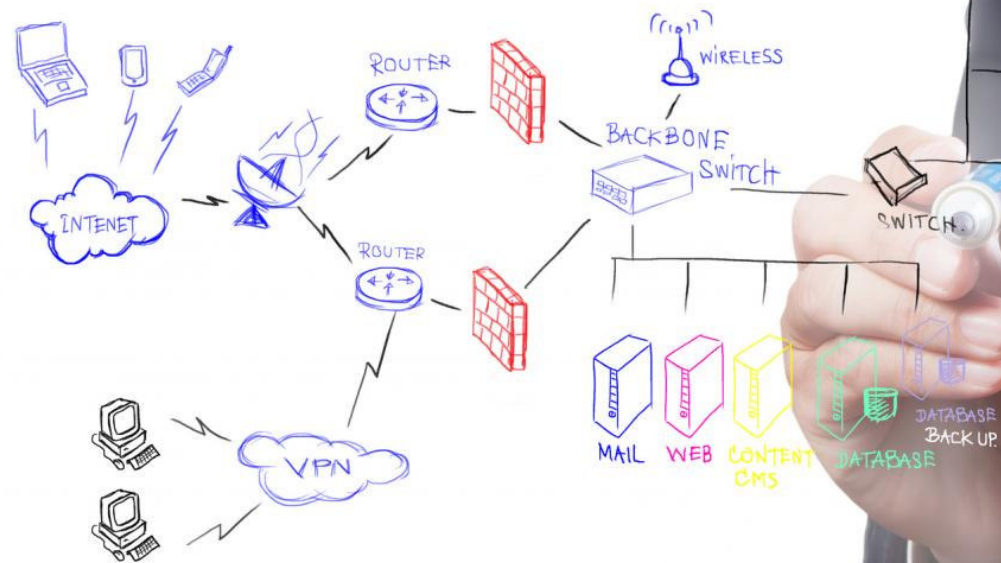 ROUTER
WIRELESS
BACKBONE
SWITCH
INTENET
SWITCH.
ROUTER
VPN
MAIL
WEB
CONTENT
CMS
DATABASE
DATABASE
BACK UP.